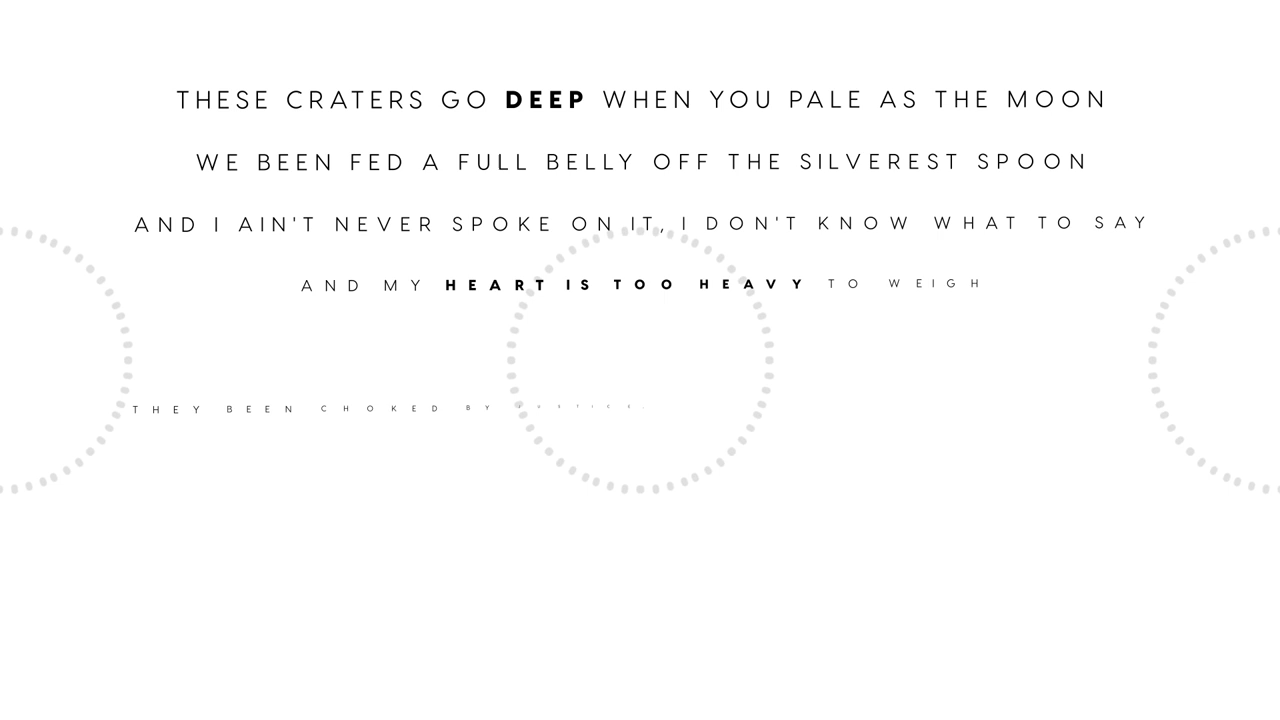 THESE CRATERS GO DEEP WHEN YOU PALE AS THE MOON
WE BEEN FED A FULL BELLY OFF THE SILVEREST SPOON
AND I AIN'T NEVER SPOKE ON IT, I DON'T KNOW WHAT TO SAY
AND MY HEART IS TOO HEAVY TO WEIGH
THEY BEEN CHOKED BY